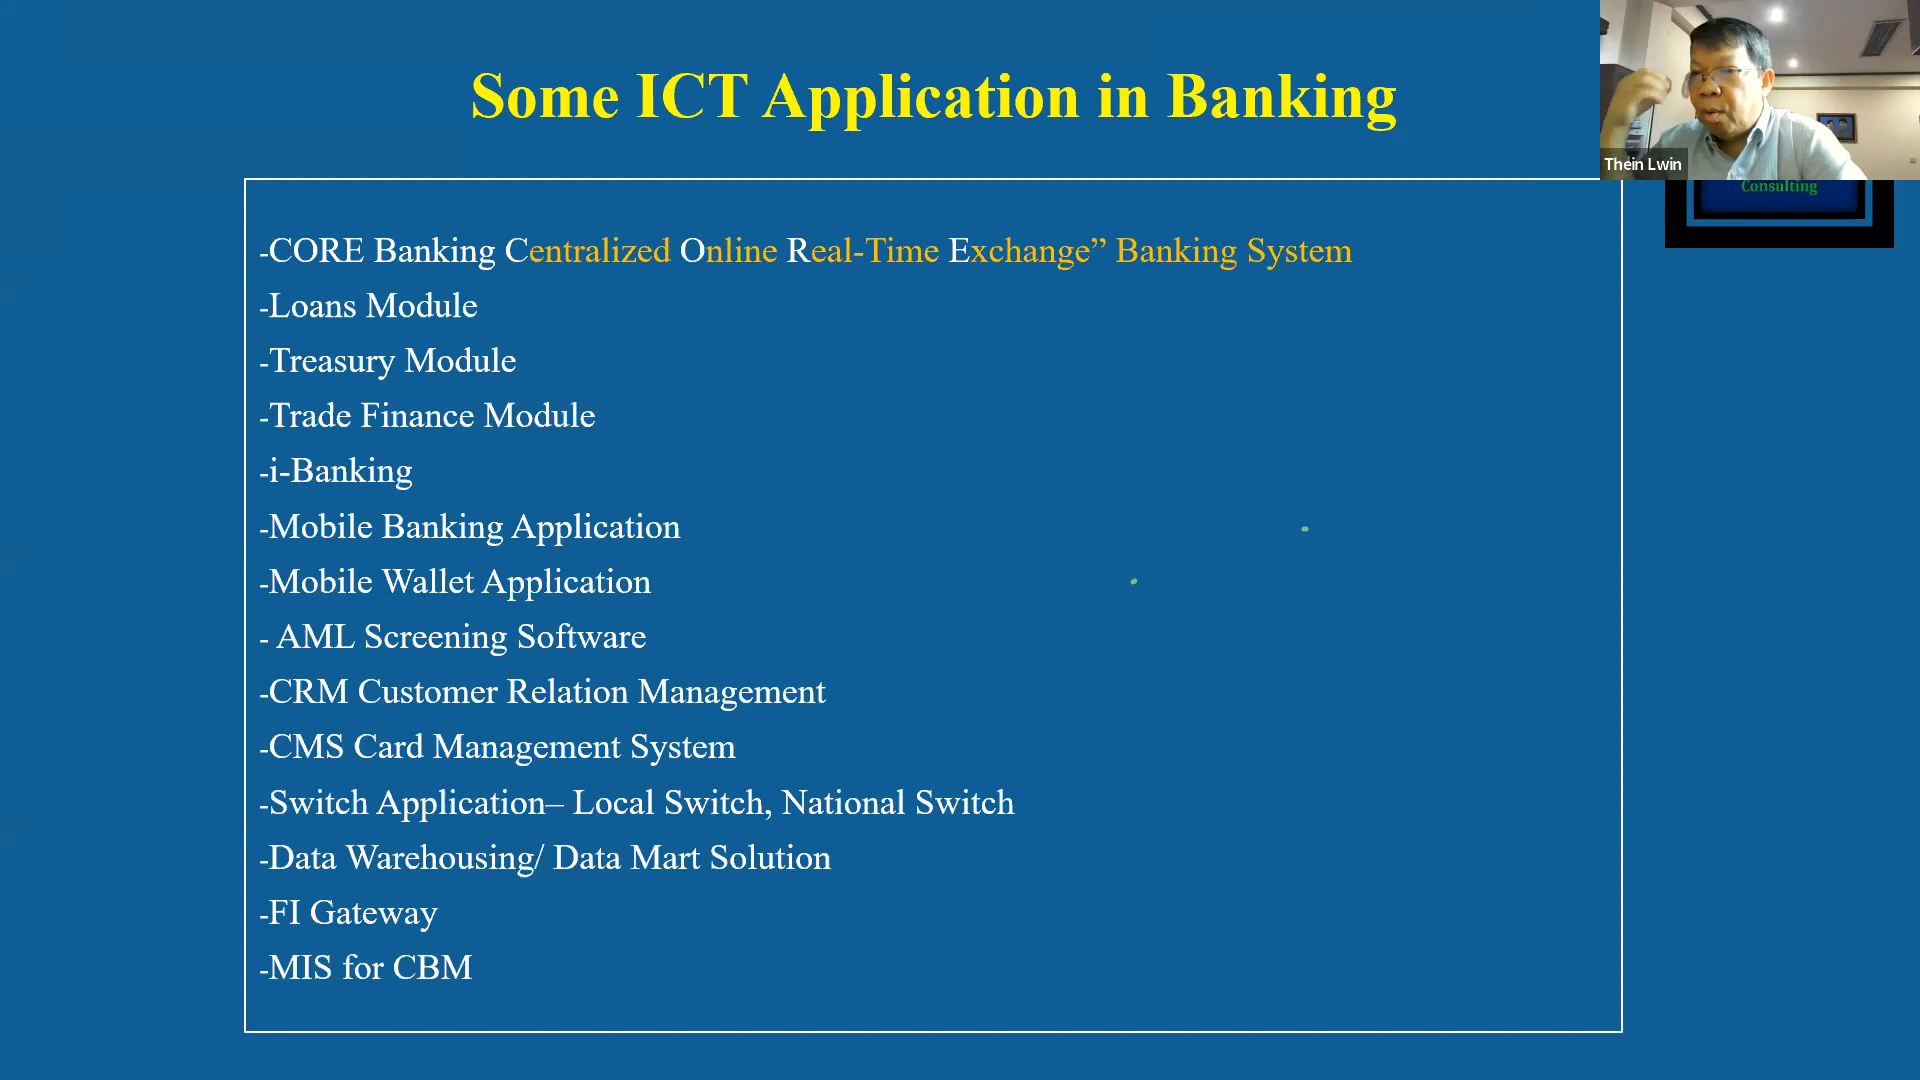 Some ICT Application in Banking
Thein Lwin
Consulting
-CORE Banking Centralized Online Real-Time Exchange” Banking System
-Loans Module
-Treasury Module
-Trade Finance Module
-i-Banking
-Mobile Banking Application
-Mobile Wallet Application
- AML Screening Software
-CRM Customer Relation Management
-CMS Card Management System
-Switch Application– Local Switch, National Switch
-Data Warehousing/ Data Mart Solution
-FI Gateway
-MIS for CBM